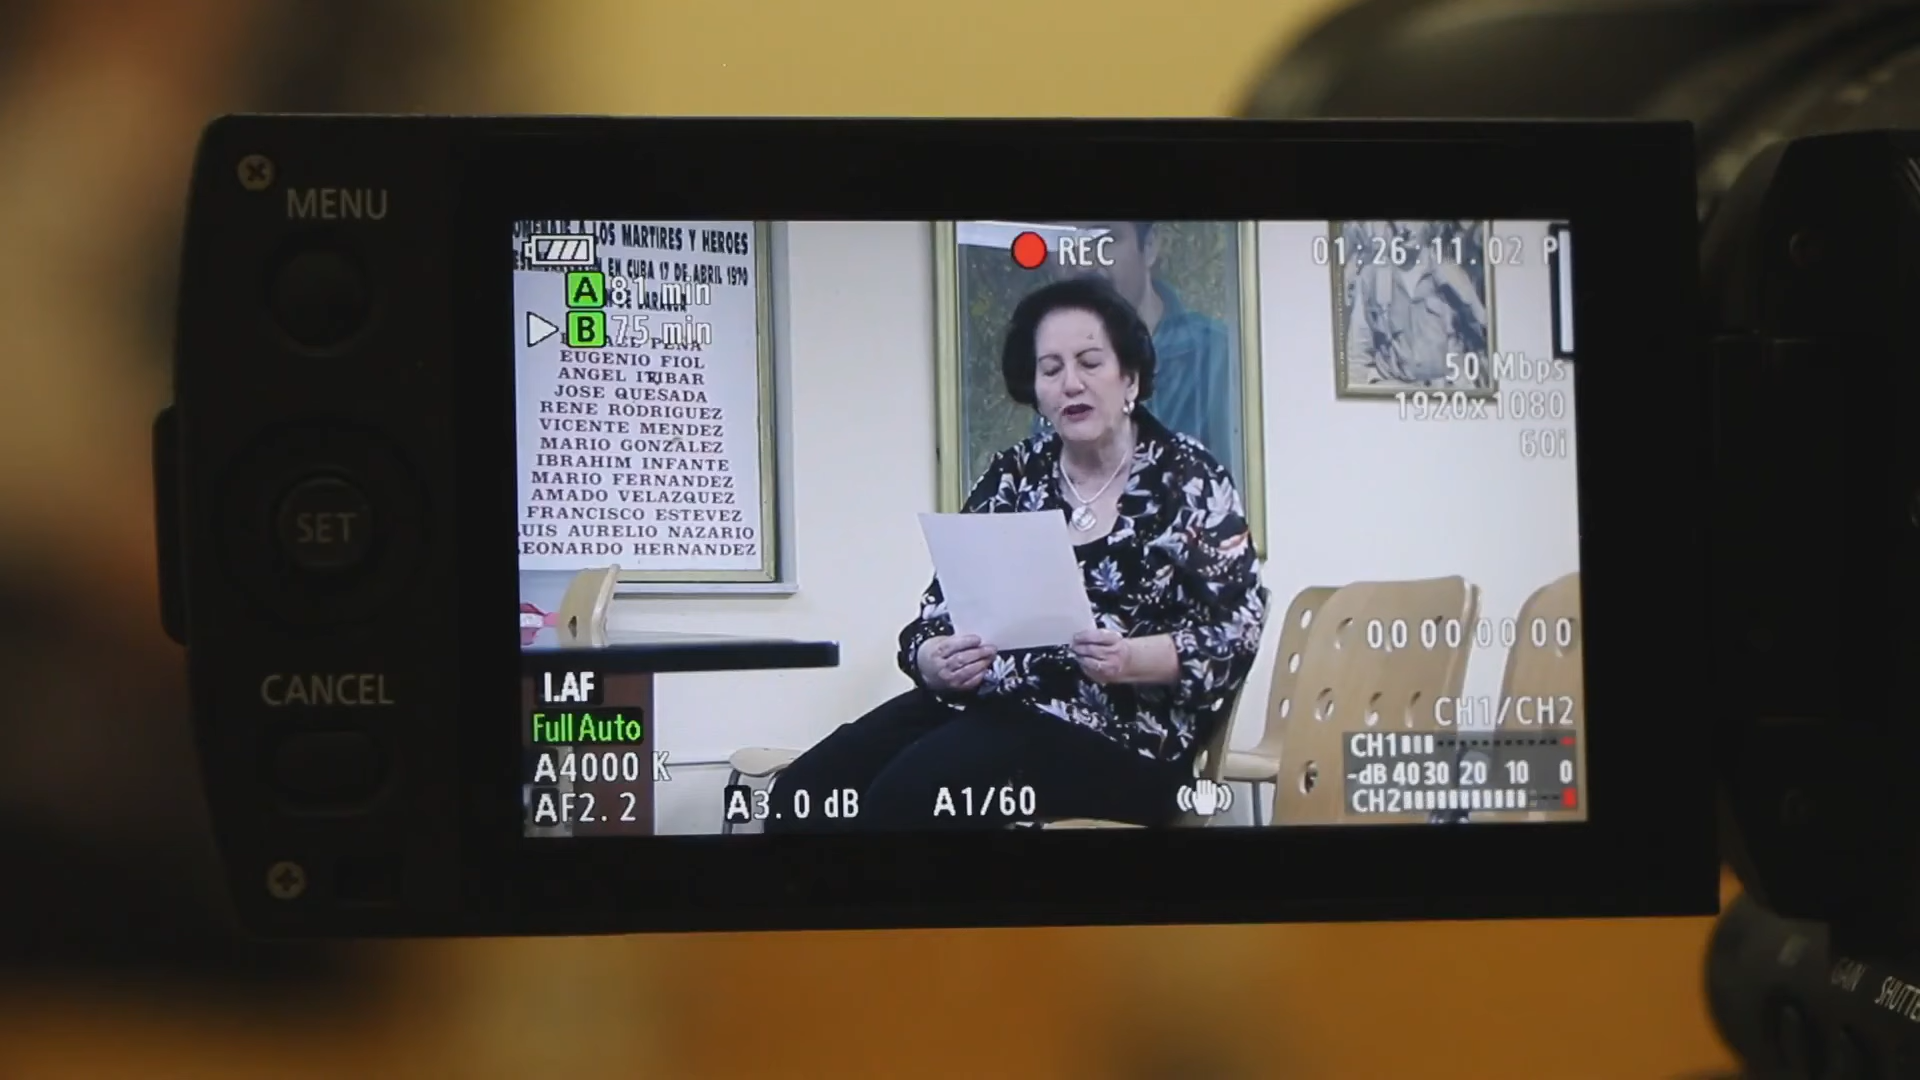 MENU
SET
CANCEL
REC
01:26:11.02 P
A 81 min
B 75 min
50 Mbps
1920x1080
60i
LOS MARTIRES Y HEROES
EN CUBA 17 DE ABRIL 1970
PENA
EUGENIO FIOL
ANGEL
JOSE QUESADA
RENE RODRIGUEZ
VICENTE MENDEZ
MARIO GONZALEZ
IBRAHIM INFANTE
MARIO FERNANDEZ
AMADO VELAZQUEZ
FRANCISCO ESTEVEZ
UIS AURELIO NAZARIO
EONARDO HERNANDEZ
00 00 00 00
I.AF
Full Auto
A4000 K
AF2.2
A3.0 dB
A1/60
CH1/CH2
CH1
-dB 40 30 20 10 0
CH2
GAIN
SHUTTE